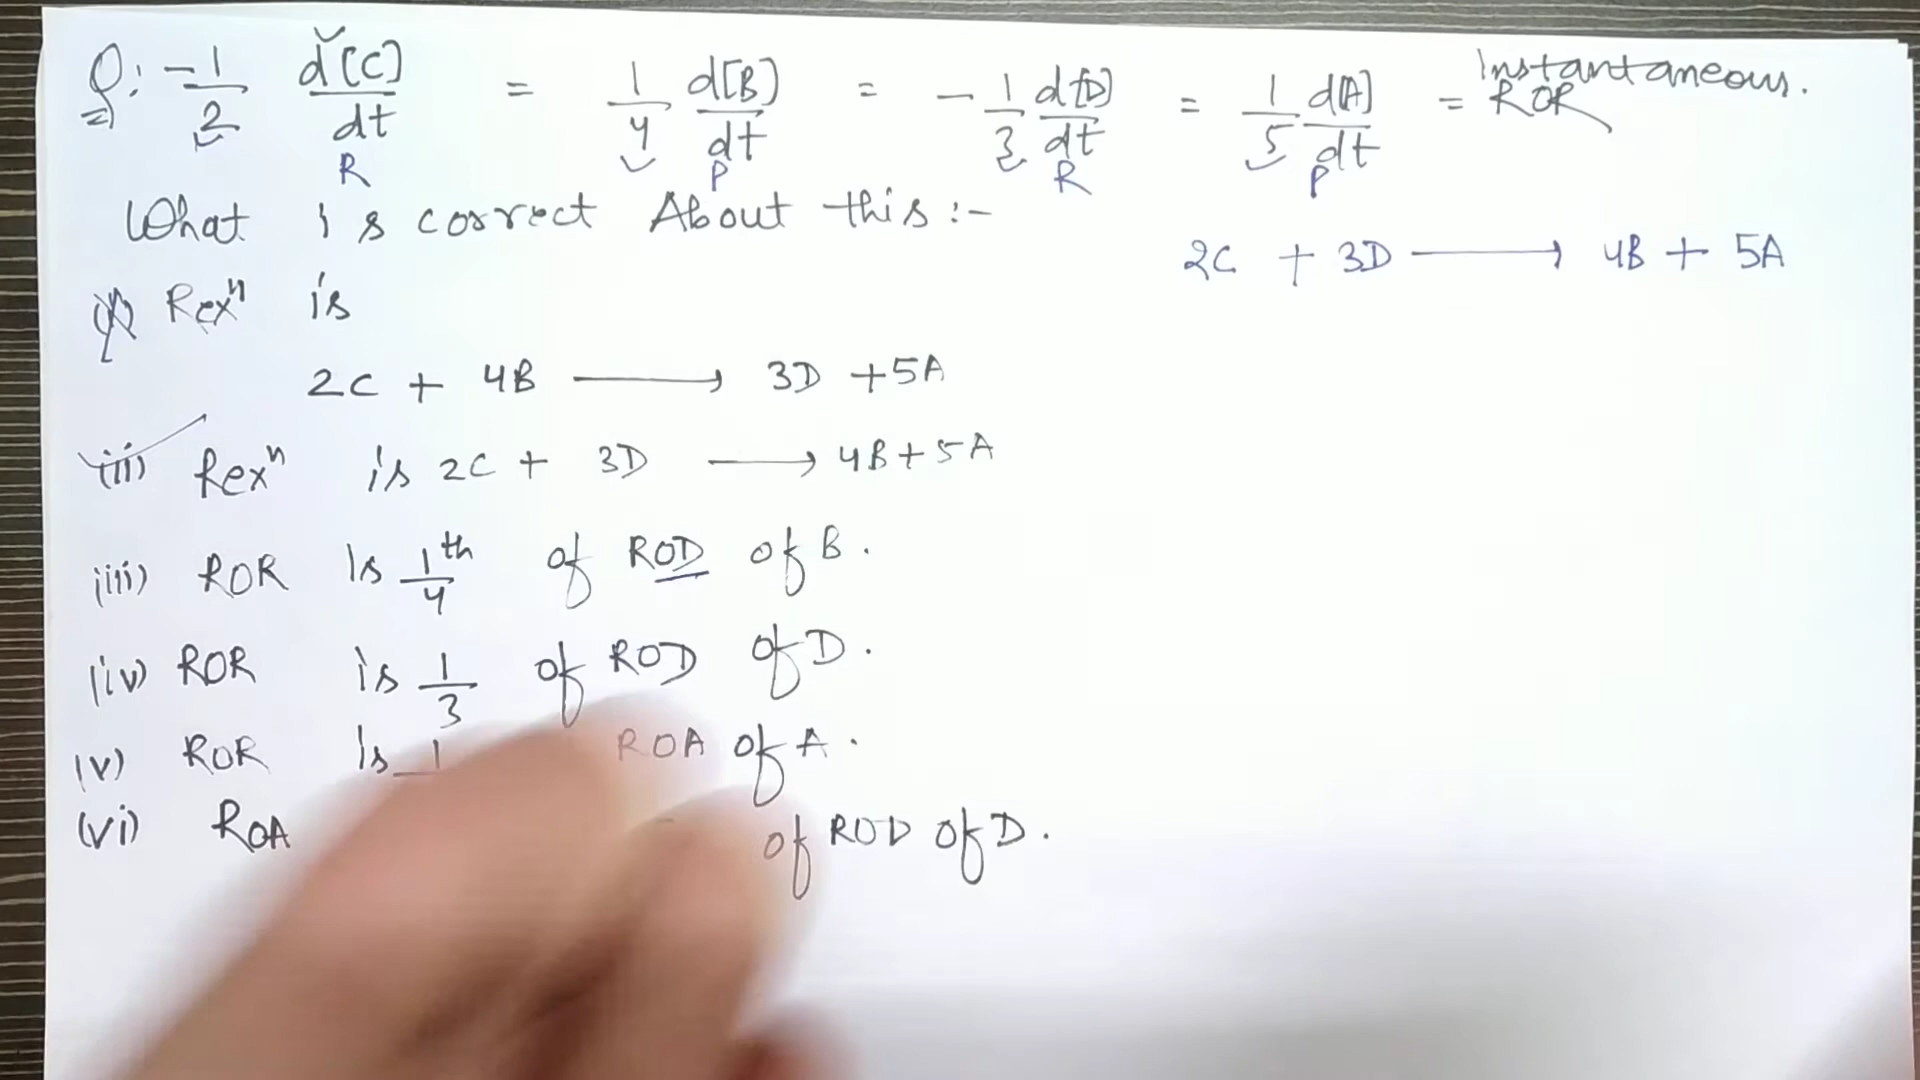 Q: -1/2 d[C]/dt = 1/4 d[B]/dt = -1/3 d[D]/dt = 1/5 d[A]/dt = Instantaneous. ROR
R P R P
What is correct About this :-
2C + 3D ⟶ 4B + 5A
(i) Rexⁿ is
2C + 4B ⟶ 3D + 5A
(ii) Rexⁿ is 2C + 3D ⟶ 4B + 5A
(iii) ROR Is 1/4 th of ROD of B.
(iv) ROR is 1/3 of ROD of D.
(v) ROR Is 1 ROA of A.
(vi) ROA of ROD of D.